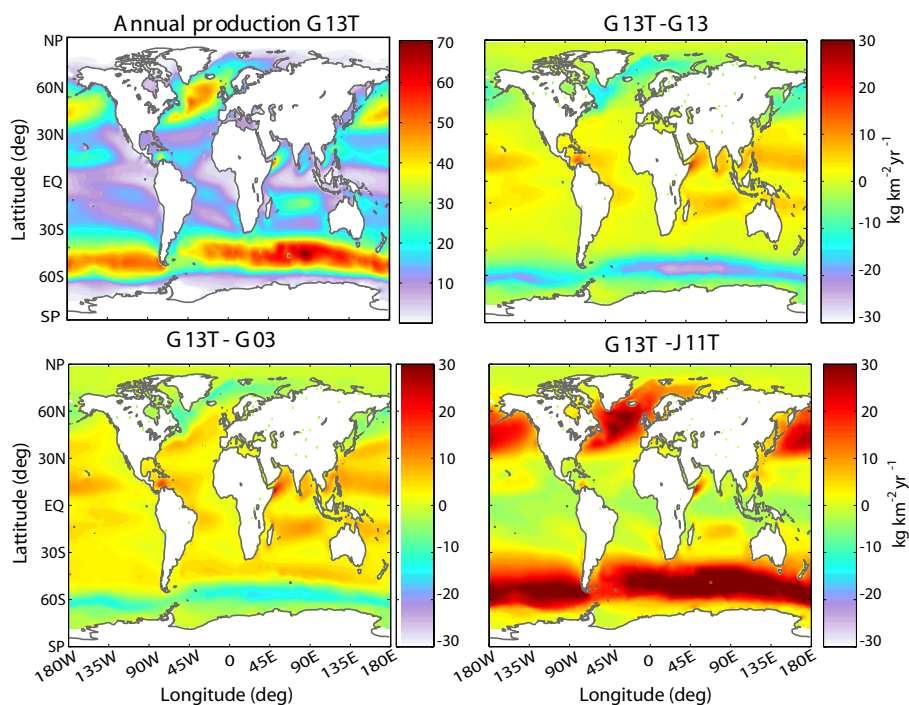 Annual production G13T
NP
60N
30N
EQ
30S
60S
SP
Lattitude (deg)
70
60
50
40
30
20
10
G13T-G13
30
20
10
0
-10
-20
-30
kg km-2 yr-1
G13T-G03
NP
60N
30N
EQ
30S
60S
SP
Lattitude (deg)
180W
135W
90W
45W
0
45E
90E
135E
180E
Longitude (deg)
30
20
10
0
-10
-20
-30
G13T-J11T
180W
135W
90W
45W
0
45E
90E
135E
180E
Longitude (deg)
30
20
10
0
-10
-20
-30
kg km-2 yr-1